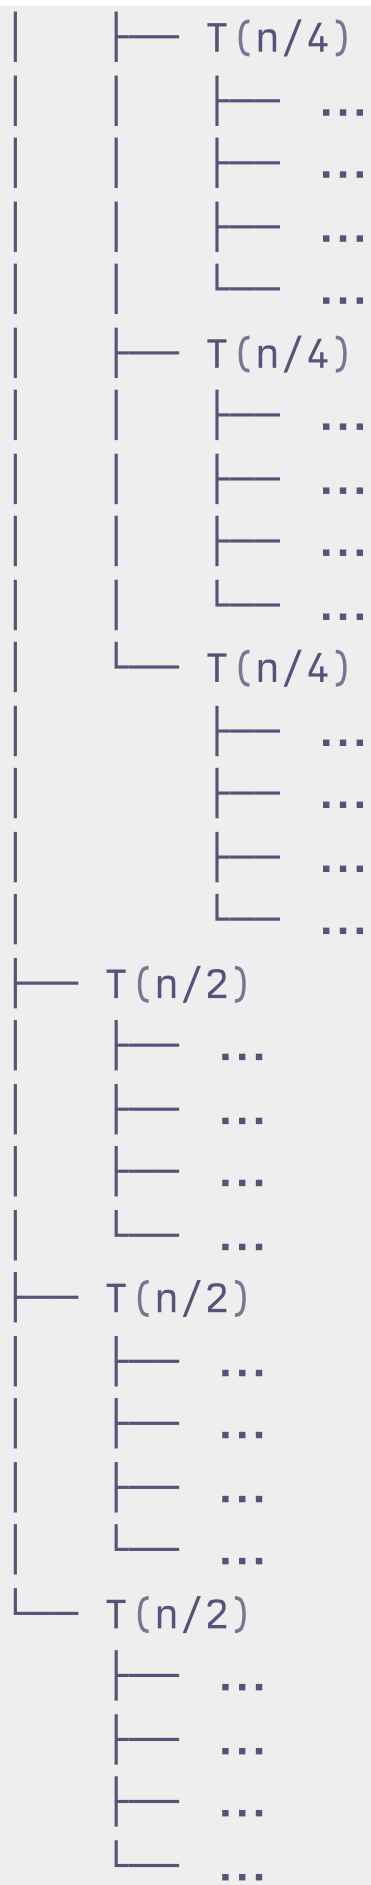 │   ├── T(n/4)
│   │   ├── ...
│   │   ├── ...
│   │   ├── ...
│   │   └── ...
│   ├── T(n/4)
│   │   ├── ...
│   │   ├── ...
│   │   ├── ...
│   │   └── ...
│   └── T(n/4)
│       ├── ...
│       ├── ...
│       ├── ...
│       └── ...
├── T(n/2)
│   ├── ...
│   ├── ...
│   ├── ...
│   └── ...
├── T(n/2)
│   ├── ...
│   ├── ...
│   ├── ...
│   └── ...
└── T(n/2)
    ├── ...
    ├── ...
    ├── ...
    └── ...